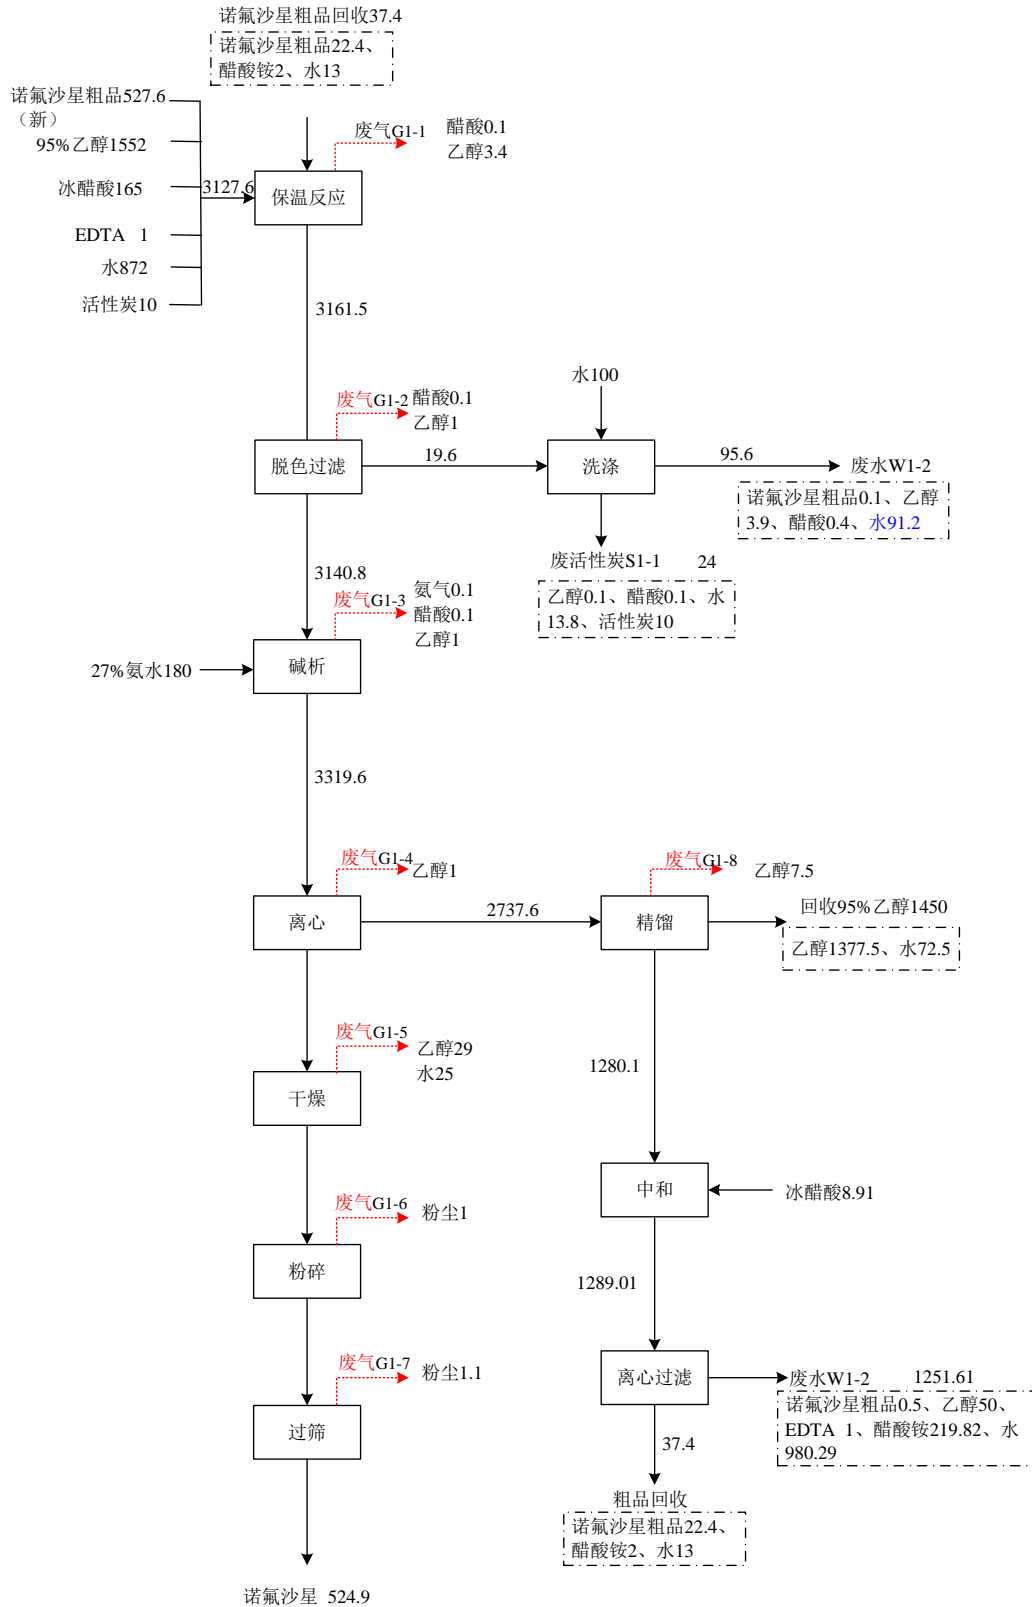 诺氟沙星粗品回收37.4
诺氟沙星粗品22.4、
醋酸铵2、水13
诺氟沙星粗品527.6
（新）
95%乙醇1552
冰醋酸165
EDTA 1
水872
活性炭10
3127.6
废气G1-1
醋酸0.1
乙醇3.4
保温反应
3161.5
废气G1-2
醋酸0.1
乙醇1
脱色过滤
19.6
水100
洗涤
95.6
废水W1-2
诺氟沙星粗品0.1、乙醇
3.9、醋酸0.4、水91.2
废活性炭S1-1 24
乙醇0.1、醋酸0.1、水
13.8、活性炭10
3140.8
废气G1-3
氨气0.1
醋酸0.1
乙醇1
27%氨水180
碱析
3319.6
废气G1-4
乙醇1
离心
2737.6
废气G1-8
乙醇7.5
精馏
回收95%乙醇1450
乙醇1377.5、水72.5
废气G1-5
乙醇29
水25
干燥
1280.1
中和
冰醋酸8.91
废气G1-6
粉尘1
粉碎
1289.01
废气G1-7
粉尘1.1
过筛
离心过滤
废水W1-2 1251.61
诺氟沙星粗品0.5、乙醇50、
EDTA 1、醋酸铵219.82、水
980.29
37.4
粗品回收
诺氟沙星粗品22.4、
醋酸铵2、水13
诺氟沙星 524.9